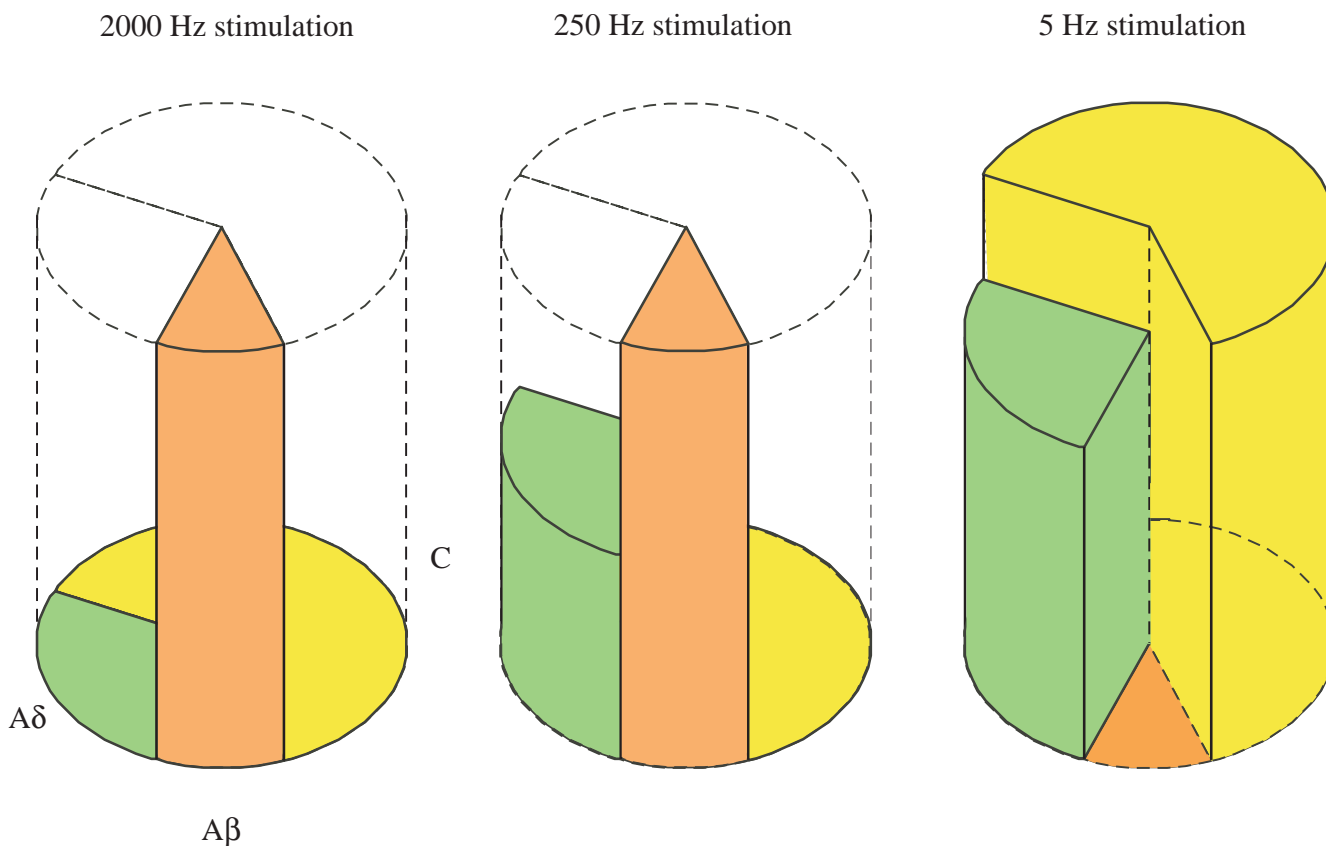 2000 Hz stimulation
250 Hz stimulation
5 Hz stimulation
C
Aδ
Aβ